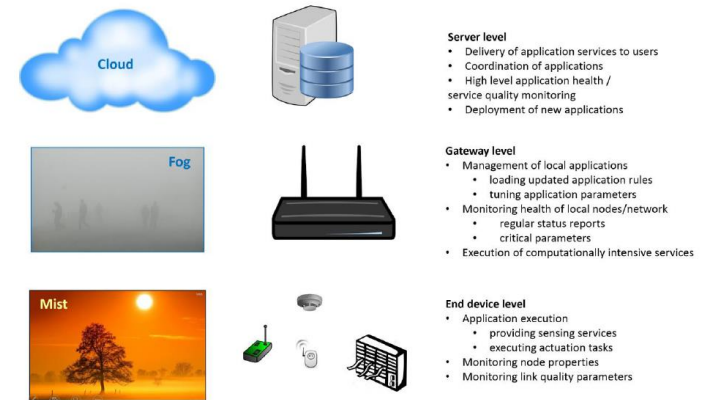 Cloud
Server level
• Delivery of application services to users
• Coordination of applications
• High level application health /
service quality monitoring
• Deployment of new applications
Fog
Gateway level
• Management of local applications
• loading updated application rules
• tuning application parameters
• Monitoring health of local nodes/network
• regular status reports
• critical parameters
• Execution of computationally intensive services
Mist
End device level
• Application execution
• providing sensing services
• executing actuation tasks
• Monitoring node properties
• Monitoring link quality parameters